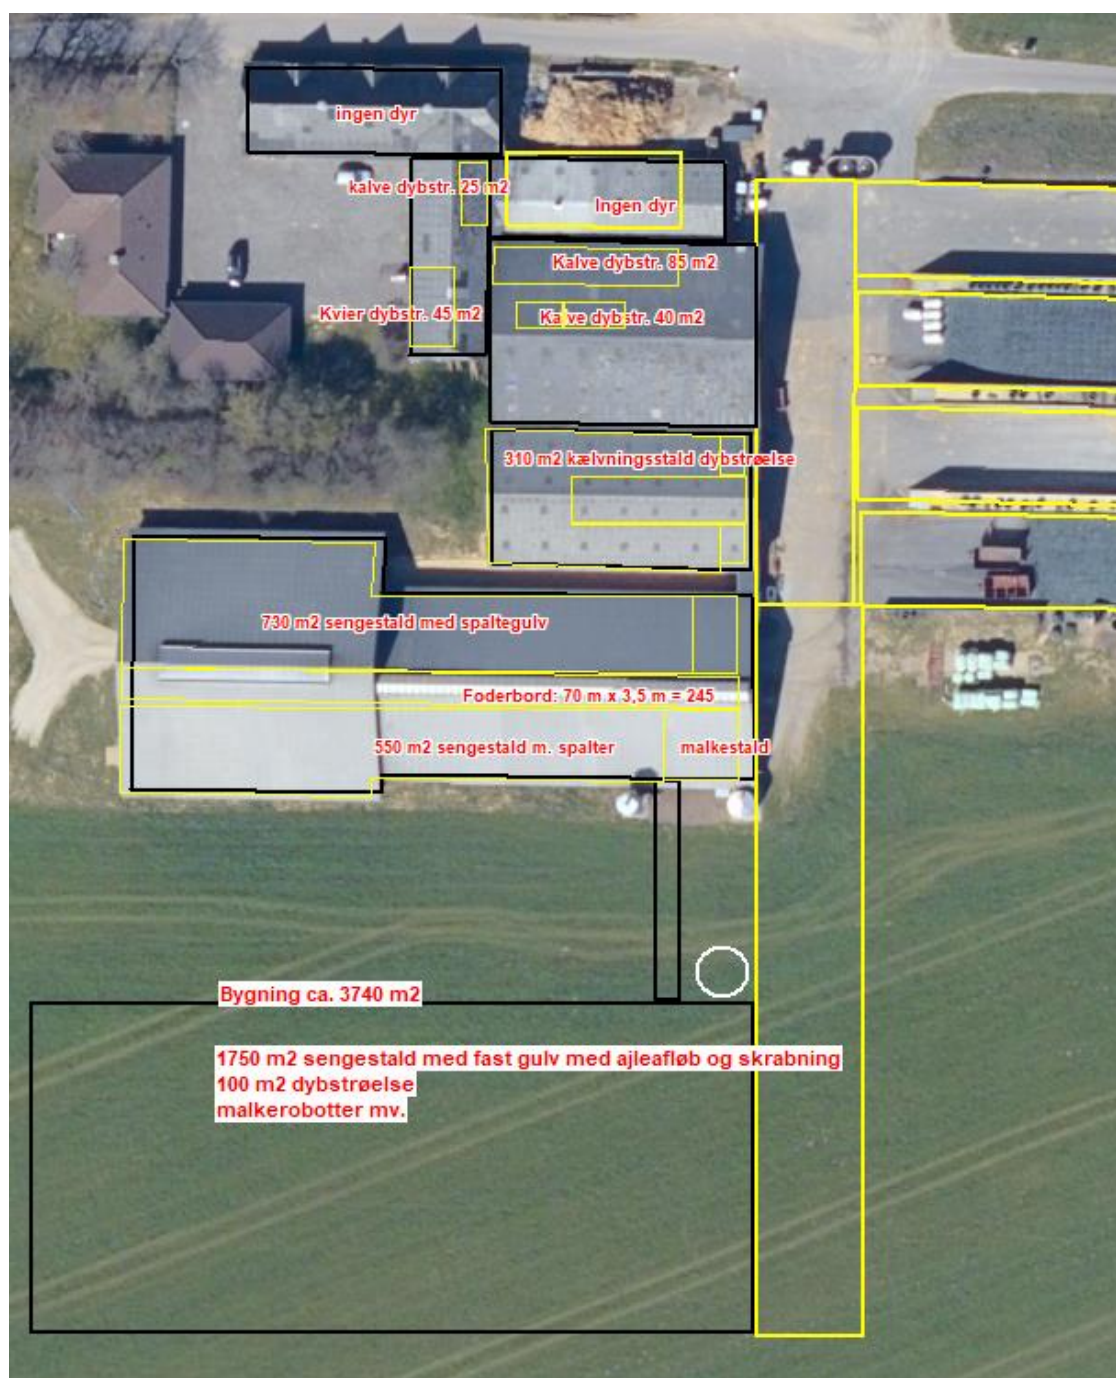 ingen dyr
kalve dybstr. 25 m2
Ingen dyr
Kalve dybstr. 85 m2
Kvier dybstr. 45 m2
Kalve dybstr. 40 m2
310 m2 kælvningsstald dybstrøelse
730 m2 sengestald med spaltegulv
Foderbord: 70 m x 3,5 m = 245
550 m2 sengestald m. spalter
malkestald
Bygning ca. 3740 m2
1750 m2 sengestald med fast gulv med ajleafløb og skrabning
100 m2 dybstrøelse
malkerobotter mv.